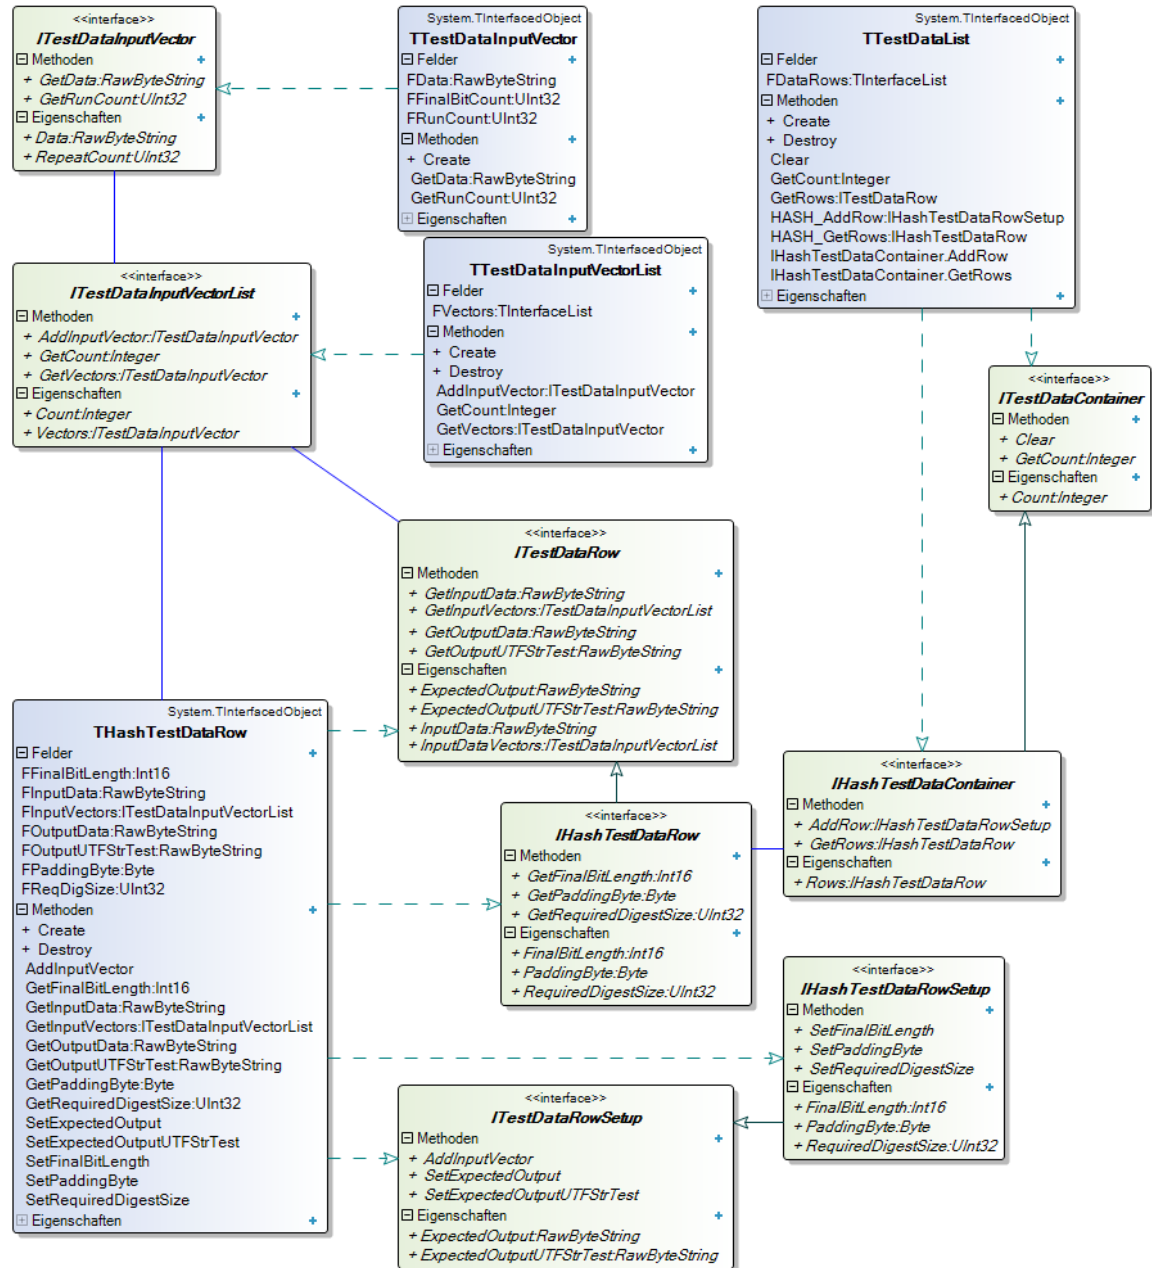 <<interface>>
ITestDataInputVector
Methoden
+ GetData:RawByteString
+ GetRunCount:UInt32
Eigenschaften
+ Data:RawByteString
+ RepeatCount:UInt32
System.TInterfacedObject
TTestDataInputVector
Felder
FData:RawByteString
FFinalBitCount:UInt32
FRunCount:UInt32
Methoden
+ Create
GetData:RawByteString
GetRunCount:UInt32
Eigenschaften
System.TInterfacedObject
TTestDataList
Felder
FDataRows:TInterfaceList
Methoden
+ Create
+ Destroy
Clear
GetCount:Integer
GetRows:ITestDataRow
HASH_AddRow:IHashTestDataRowSetup
HASH_GetRows:IHashTestDataRow
IHashTestDataContainer.AddRow
IHashTestDataContainer.GetRows
Eigenschaften
<<interface>>
ITestDataInputVectorList
Methoden
+ AddInputVector:ITestDataInputVector
+ GetCount:Integer
+ GetVectors:ITestDataInputVector
Eigenschaften
+ Count:Integer
+ Vectors:ITestDataInputVector
System.TInterfacedObject
TTestDataInputVectorList
Felder
FVectors:TInterfaceList
Methoden
+ Create
+ Destroy
AddInputVector:ITestDataInputVector
GetCount:Integer
GetVectors:ITestDataInputVector
Eigenschaften
<<interface>>
ITestDataContainer
Methoden
+ Clear
+ GetCount:Integer
Eigenschaften
+ Count:Integer
<<interface>>
ITestDataRow
Methoden
+ GetInputData:RawByteString
+ GetInputVectors:ITestDataInputVectorList
+ GetOutputData:RawByteString
+ GetOutputUTFStrTest:RawByteString
Eigenschaften
+ ExpectedOutput:RawByteString
+ ExpectedOutputUTFStrTest:RawByteString
+ InputData:RawByteString
+ InputDataVectors:ITestDataInputVectorList
System.TInterfacedObject
THashTestDataRow
Felder
FFinalBitLength:Int16
FInputData:RawByteString
FInputVectors:ITestDataInputVectorList
FOutputData:RawByteString
FOutputUTFStrTest:RawByteString
FPaddingByte:Byte
FReqDigSize:UInt32
Methoden
+ Create
+ Destroy
AddInputVector
GetFinalBitLength:Int16
GetInputData:RawByteString
GetInputVectors:ITestDataInputVectorList
GetOutputData:RawByteString
GetOutputUTFStrTest:RawByteString
GetPaddingByte:Byte
GetRequiredDigestSize:UInt32
SetExpectedOutput
SetExpectedOutputUTFStrTest
SetFinalBitLength
SetPaddingByte
SetRequiredDigestSize
Eigenschaften
<<interface>>
IHashTestDataRow
Methoden
+ GetFinalBitLength:Int16
+ GetPaddingByte:Byte
+ GetRequiredDigestSize:UInt32
Eigenschaften
+ FinalBitLength:Int16
+ PaddingByte:Byte
+ RequiredDigestSize:UInt32
<<interface>>
IHashTestDataContainer
Methoden
+ AddRow:IHashTestDataRowSetup
+ GetRows:IHashTestDataRow
Eigenschaften
+ Rows:IHashTestDataRow
<<interface>>
IHashTestDataRowSetup
Methoden
+ SetFinalBitLength
+ SetPaddingByte
+ SetRequiredDigestSize
Eigenschaften
+ FinalBitLength:Int16
+ PaddingByte:Byte
+ RequiredDigestSize:UInt32
<<interface>>
ITestDataRowSetup
Methoden
+ AddInputVector
+ SetExpectedOutput
+ SetExpectedOutputUTFStrTest
Eigenschaften
+ ExpectedOutput:RawByteString
+ ExpectedOutputUTFStrTest:RawByteString